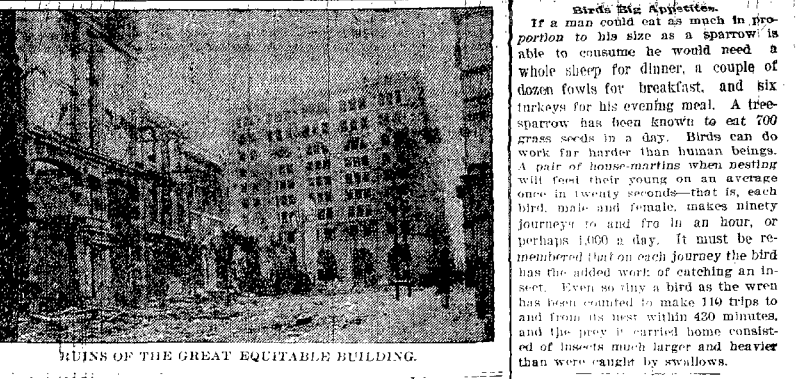 RUINS OF THE GREAT EQUITABLE BUILDING.
Birds Big Appetites.
If a man could eat as much in pro-
portion to his size as a sparrow is
able to consume he would need a
whole sheep for dinner, a couple of
dozen fowls for breakfast, and six
turkeys for his evening meal. A tree-
sparrow has been known to eat 700
grass seeds in a day. Birds can do
work far harder than human beings.
A pair of house-martins when nesting
will feed their young on an average
once in twenty seconds—that is, each
bird, male and female, makes ninety
journeys to and fro in an hour, or
perhaps 1,000 a day. It must be re-
membered that on each journey the bird
has the added work of catching an in-
sect. Even so tiny a bird as the wren
has been counted to make 110 trips to
and from its nest within 430 minutes,
and the prey it carried home consist-
ed of insects much larger and heavier
than were caught by swallows.